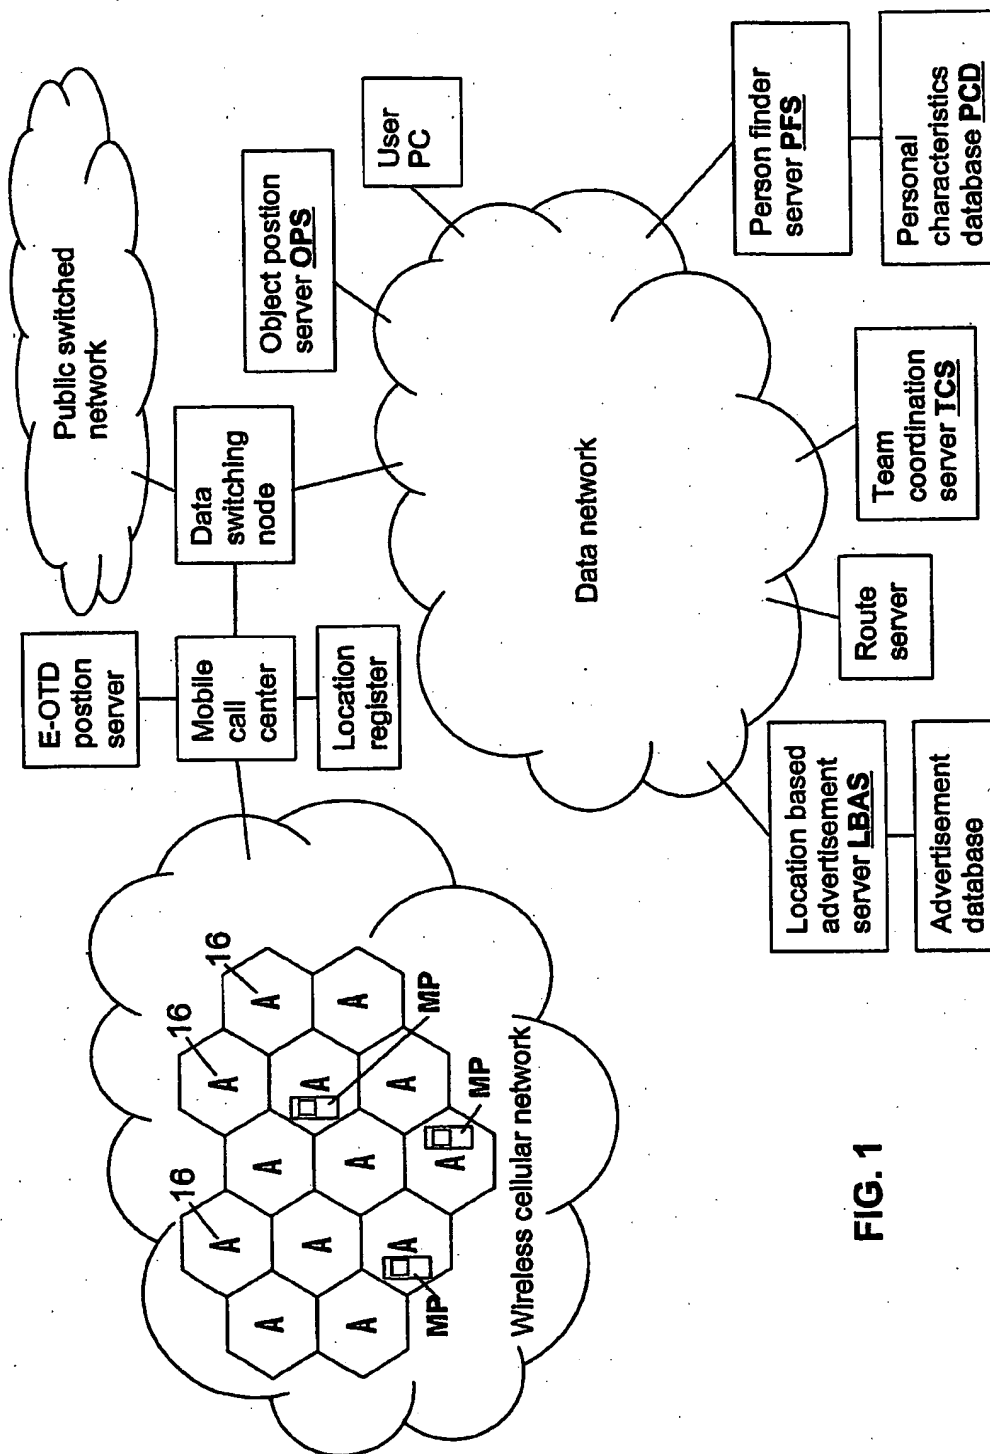 Public switched
network
E-OTD
postion
server
Mobile
call
center
Data
switching
node
Location
register
Object postion
server OPS
User
PC
16
16
16
A
A
A
A
A
A
A
A
A
A
A
A
MP
MP
MP
Wireless cellular network
Data network
Location based
advertisement
server LBAS
Advertisement
database
Route
server
Team
coordination
server TCS
Person finder
server PFS
Personal
characteristics
database PCD
FIG. 1